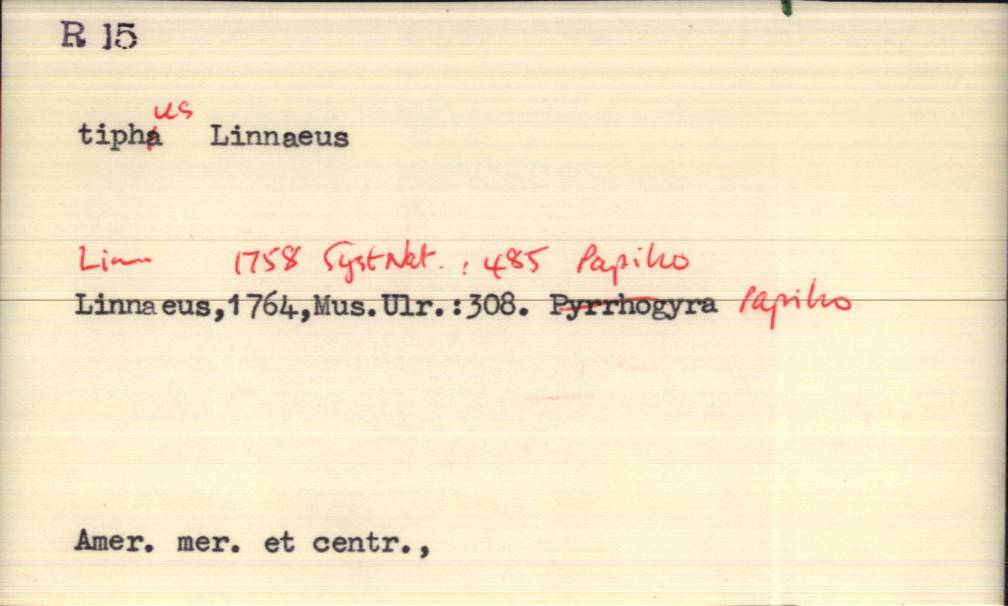 R 15
us
tipha Linnaeus
Linn 1758 Syst Nat. : 485 Papilio
Linnaeus,1764,Mus.Ulr.:308. Pyrrhogyra Papilio
Amer. mer. et centr.,